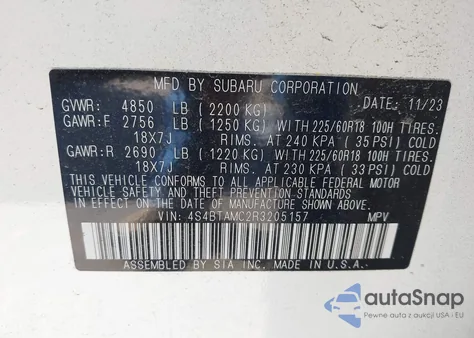 MFD BY SUBARU CORPORATION DATE: 11/23
GVWR: 4850 LB (2200 KG)
GAWR:F 2756 LB (1250 KG) WITH 225/60R18 100H TIRES
18X7J RIMS. AT 240 KPA (35 PSI) COLD
GAWR:R 2690 LB (1220 KG) WITH 225/60R18 100H TIRES
18X7J RIMS. AT 230 KPA (33 PSI) COLD
THIS VEHICLE CONFORMS TO ALL APPLICABLE FEDERAL MOTOR
VEHICLE SAFETY AND THEFT PREVENTION STANDARDS
IN EFFECT ON THE DATE OF MANUFACTURE SHOWN ABOVE.
VIN: 4S4BTAMC2R3205157 MPV
ASSEMBLED BY SIA INC. MADE IN U.S.A.
autoSnap
Pewne auta z aukcji USA i EU